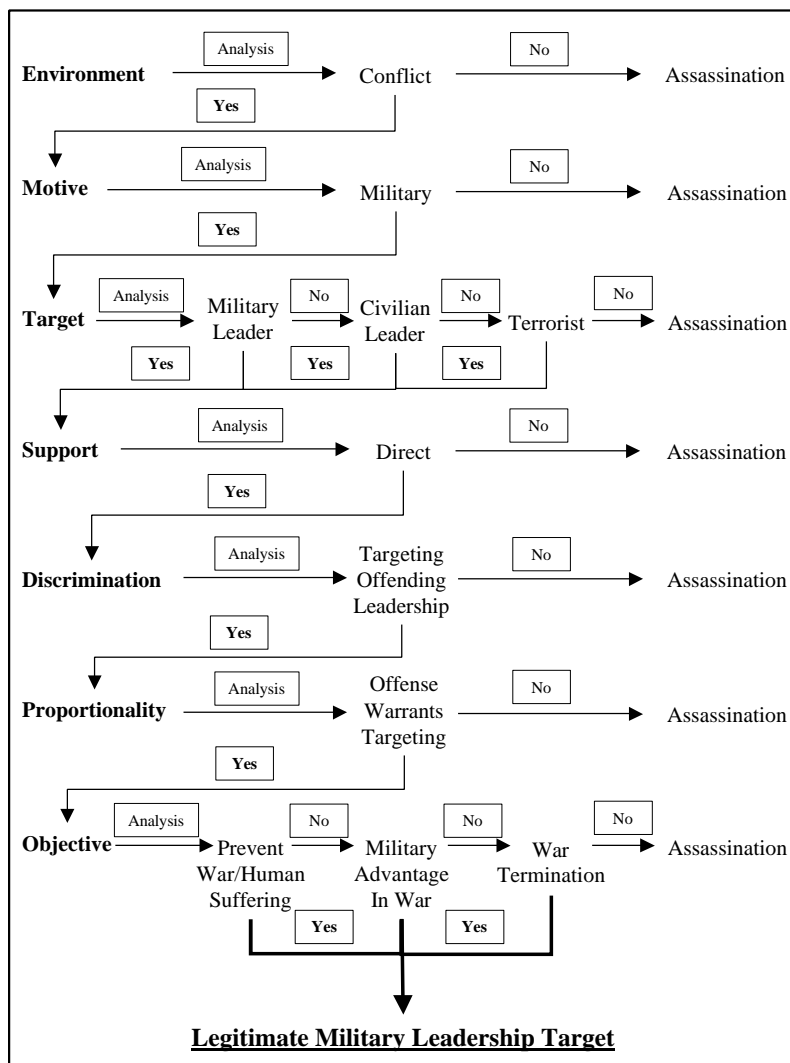 Analysis
No
Environment
Conflict
Assassination
Yes
Analysis
No
Motive
Military
Assassination
Yes
Analysis
No
No
No
Target
Military
Leader
Civilian
Leader
Terrorist
Assassination
Yes
Yes
Yes
Analysis
No
Support
Direct
Assassination
Yes
Analysis
No
Discrimination
Targeting
Offending
Leadership
Assassination
Yes
Analysis
No
Proportionality
Offense
Warrants
Targeting
Assassination
Yes
Analysis
No
No
No
Objective
Prevent
War/Human
Suffering
Military
Advantage
In War
War
Termination
Assassination
Yes
Yes
Legitimate Military Leadership Target